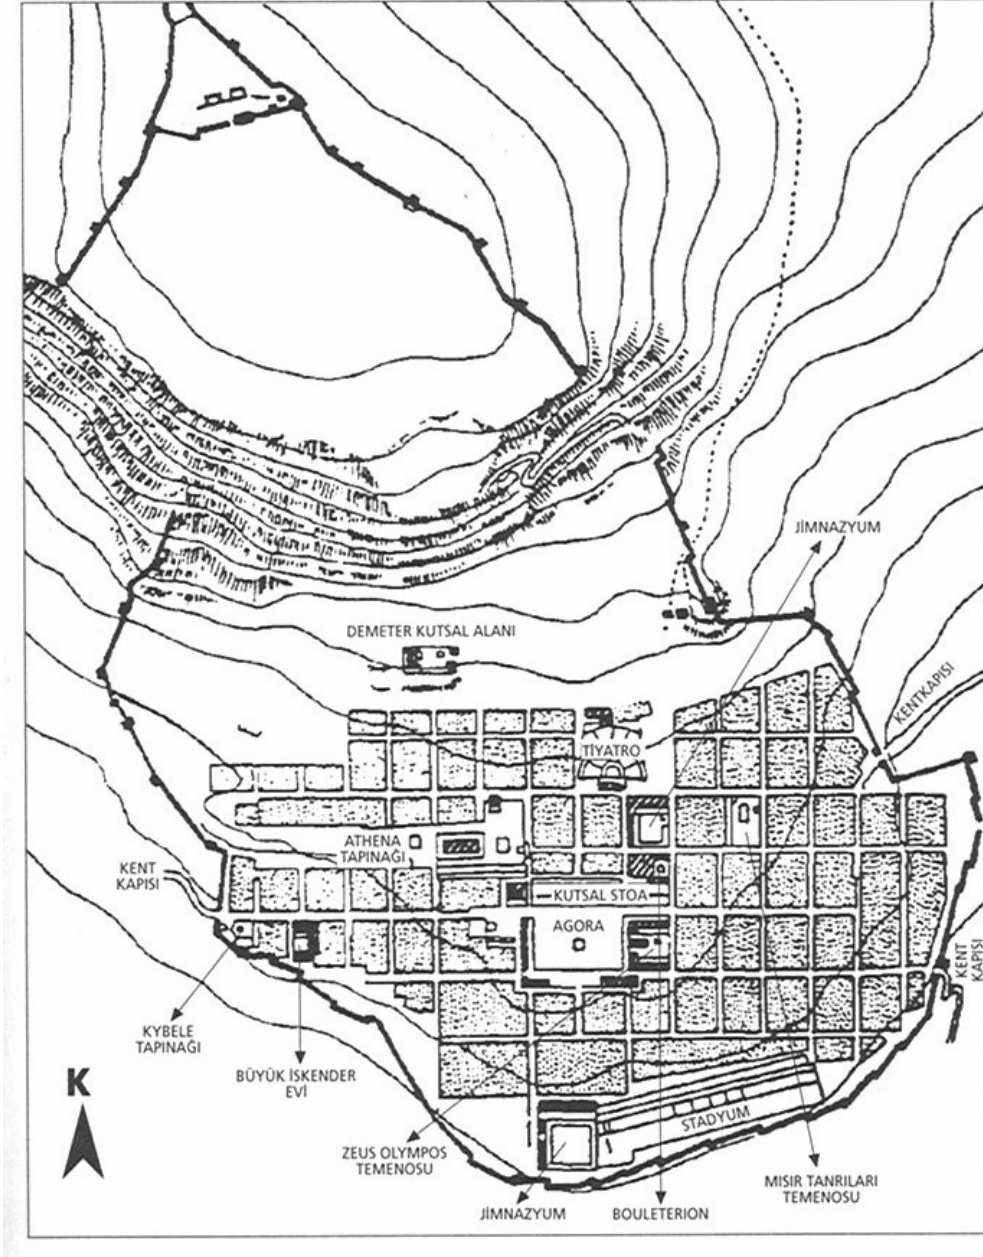 JİMNAZYUM
DEMETER KUTSAL ALANI
KENTKAPISI
TİYATRO
ATHENA
TAPINAĞI
KENT
KAPISI
KUTSAL STOA
AGORA
KENT
KAPISI
KYBELE
TAPINAĞI
BÜYÜK İSKENDER
EVİ
K
STADYUM
ZEUS OLYMPOS
TEMENOSU
MISIR TANRILARI
TEMENOSU
JİMNAZYUM
BOULETERION